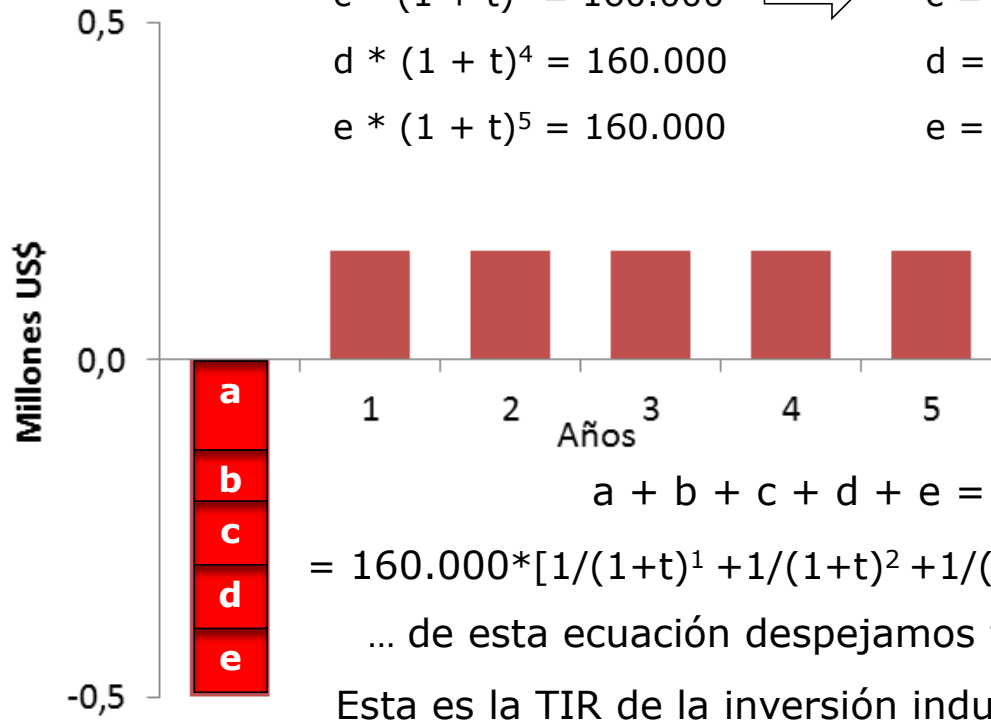 0,5
d * (1 + t)⁴ = 160.000 d =
e * (1 + t)⁵ = 160.000 e =
Millones US$
0,0
a
1 2 3 4 5
Años
b
a + b + c + d + e =
c
= 160.000*[1/(1+t)¹ +1/(1+t)² +1/(
d
… de esta ecuación despejamos
e
-0,5
Esta es la TIR de la inversión